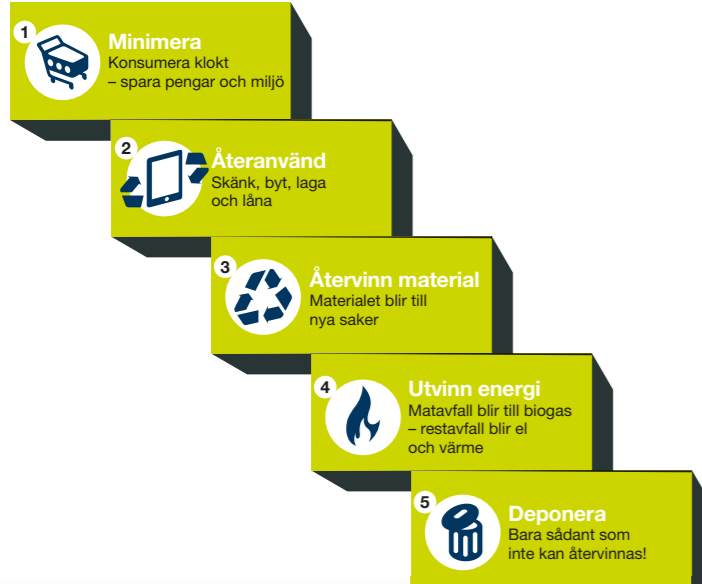 1
Minimera
Konsumera klokt
– spara pengar och miljö
2
Återanvänd
Skänk, byt, laga
och låna
3
Återvinn material
Materialet blir till
nya saker
4
Utvinn energi
Matavfall blir till biogas
– restavfall blir el
och värme
5
Deponera
Bara sådant som
inte kan återvinnas!